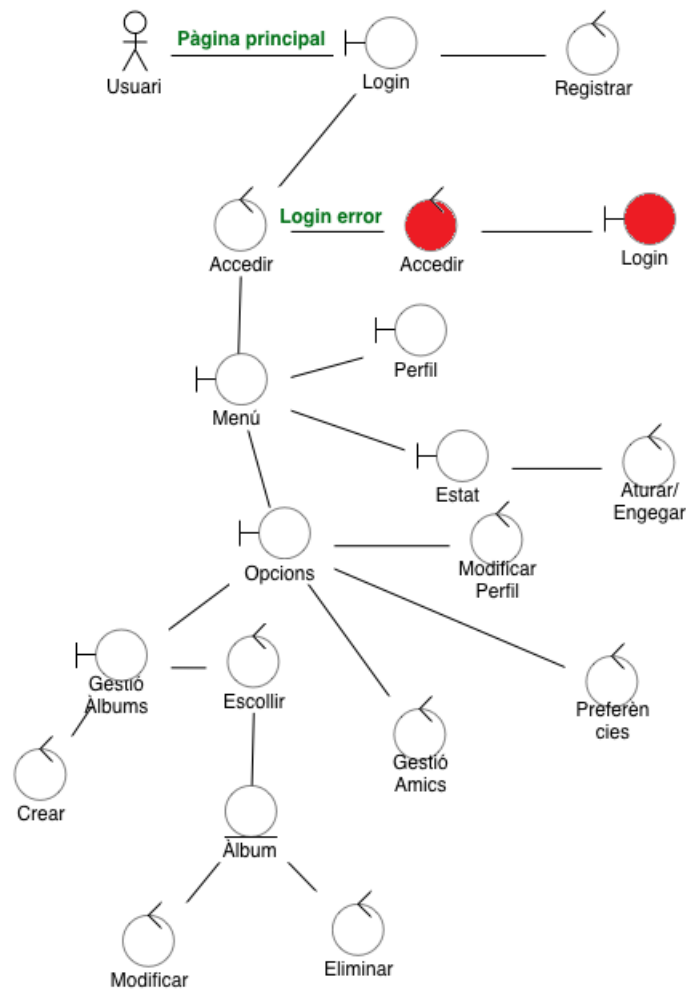 Pàgina principal
Usuari
Login
Registrar
Login error
Accedir
Accedir
Login
Perfil
Menú
Estat
Aturar/
Engegar
Opcions
Modificar
Perfil
Gestió
Àlbums
Escollir
Preferèn
cies
Gestió
Amics
Crear
Àlbum
Modificar
Eliminar